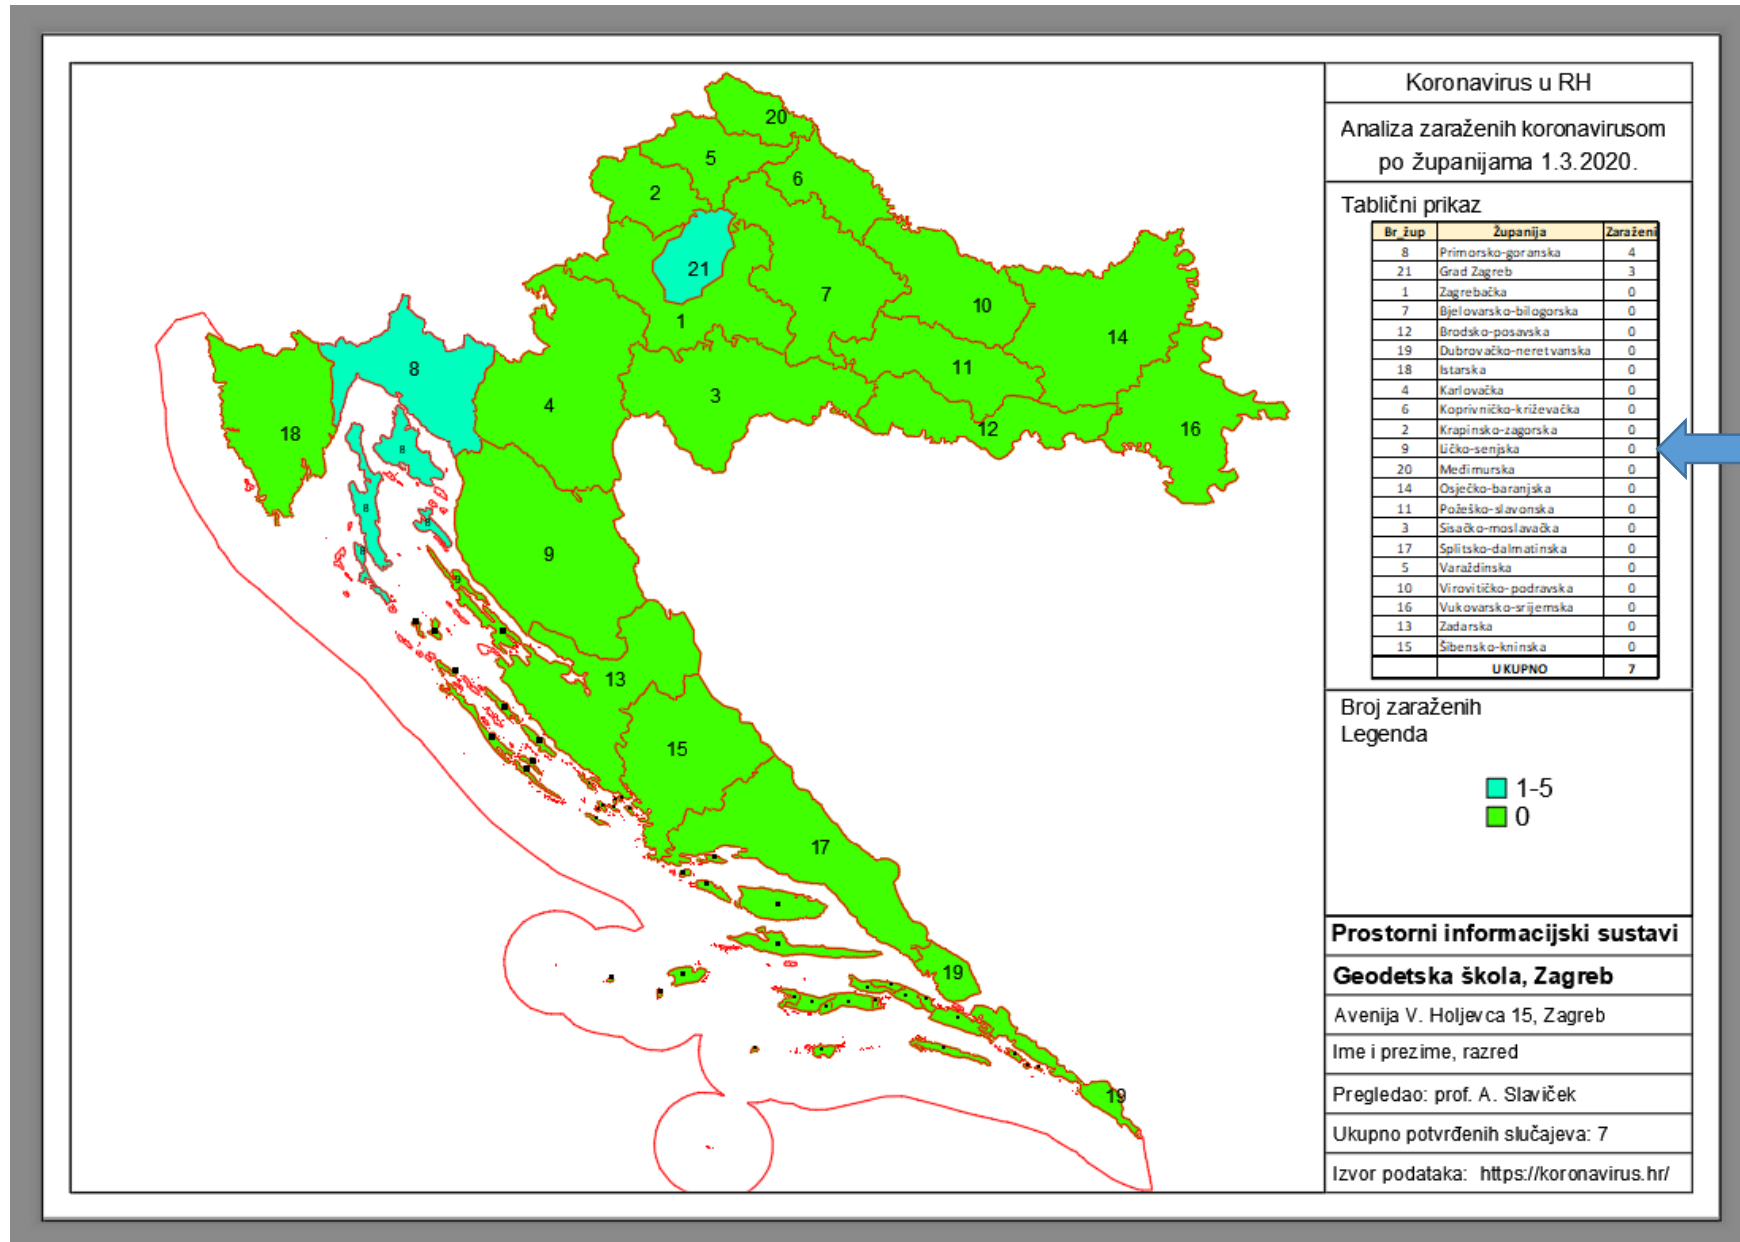 20
5
6
2
21
7
10
1
14
8
11
3
4
12
16
18
8
8
8
9
8
9
13
15
17
19
19
Koronavirus u RH
Analiza zaraženih koronavirusom
po županijama 1.3.2020.
Tablični prikaz
Br_žup Županija Zaraženi
8 Primorsko-goranska 4
21 Grad Zagreb 3
1 Zagrebačka 0
7 Bjelovarsko-bilogorska 0
12 Brodsko-posavska 0
19 Dubrovačko-neretvanska 0
18 Istarska 0
4 Karlovačka 0
6 Koprivničko-križevačka 0
2 Krapinsko-zagorska 0
9 Ličko-senjska 0
20 Međimurska 0
14 Osječko-baranjska 0
11 Požeško-slavonska 0
3 Sisačko-moslavačka 0
17 Splitsko-dalmatinska 0
5 Varaždinska 0
10 Virovitičko-podravska 0
16 Vukovarsko-srijemska 0
13 Zadarska 0
15 Šibensko-kninska 0
UKUPNO 7
Broj zaraženih
Legenda
1-5
0
Prostorni informacijski sustavi
Geodetska škola, Zagreb
Avenija V. Holjevca 15, Zagreb
Ime i prezime, razred
Pregledao: prof. A. Slaviček
Ukupno potvrđenih slučajeva: 7
Izvor podataka: https://koronavirus.hr/